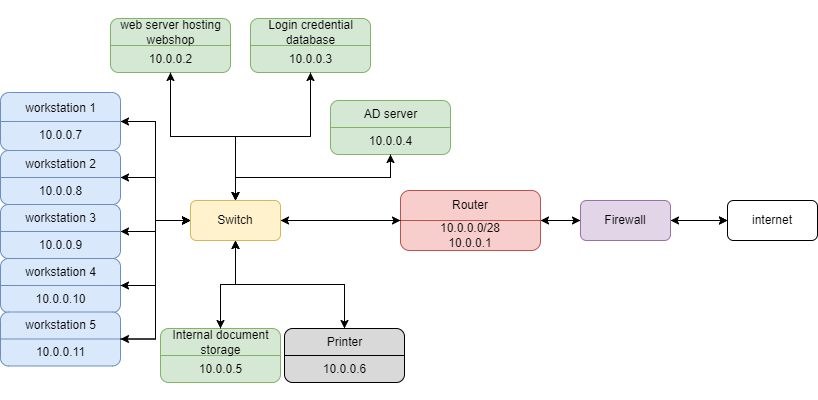 web server hosting
webshop
10.0.0.2
Login credential
database
10.0.0.3
AD server
10.0.0.4
workstation 1
10.0.0.7
workstation 2
10.0.0.8
workstation 3
10.0.0.9
workstation 4
10.0.0.10
workstation 5
10.0.0.11
Switch
Router
10.0.0.0/28
10.0.0.1
Firewall
internet
Internal document
storage
10.0.0.5
Printer
10.0.0.6